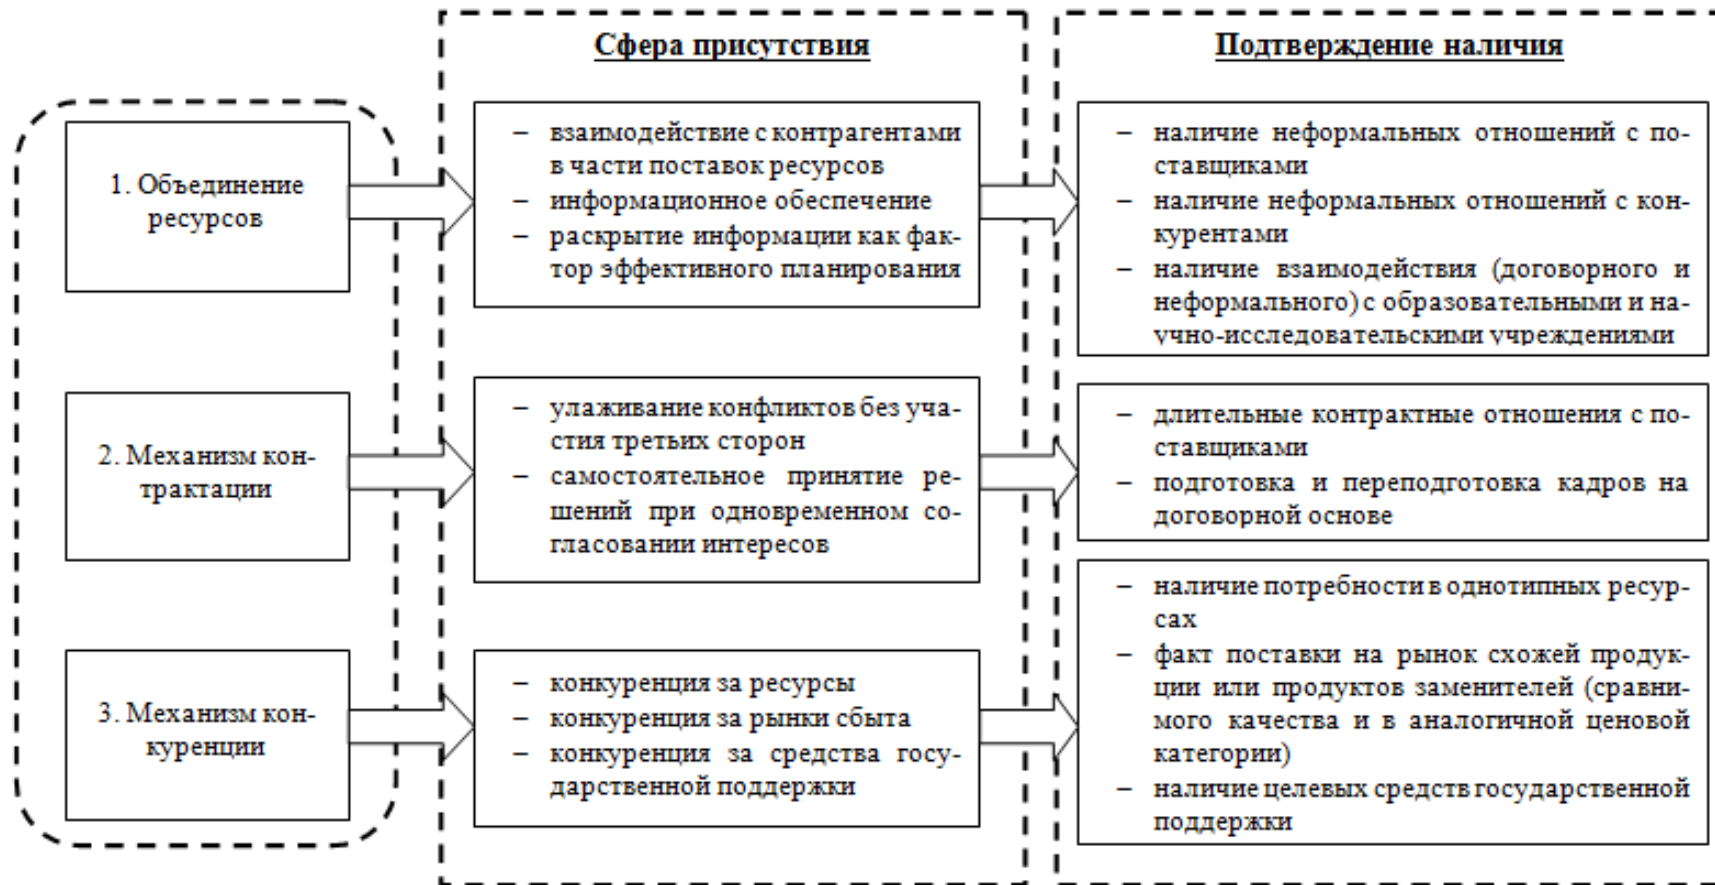 Сфера присутствия
Подтверждение наличия
1. Объединение
ресурсов
– взаимодействие с контрагентами
в части поставок ресурсов
– информационное обеспечение
– раскрытие информации как фак-
тор эффективного планирования
– наличие неформальных отношений с по-
ставщиками
– наличие неформальных отношений с кон-
курентами
– наличие взаимодействия (договорного и
неформального) с образовательными и на-
учно-исследовательскими учреждениями
2. Механизм кон-
трактации
– улаживание конфликтов без уча-
стия третьих сторон
– самостоятельное принятие ре-
шений при одновременном со-
гласовании интересов
– длительные контрактные отношения с по-
ставщиками
– подготовка и переподготовка кадров на
договорной основе
3. Механизм кон-
куренции
– конкуренция за ресурсы
– конкуренция за рынки сбыта
– конкуренция за средства госу-
дарственной поддержки
– наличие потребности в однотипных ресур-
сах
– факт поставки на рынок схожей продук-
ции или продуктов заменителей (сравни-
мого качества и в аналогичной ценовой
категории)
– наличие целевых средств государственной
поддержки